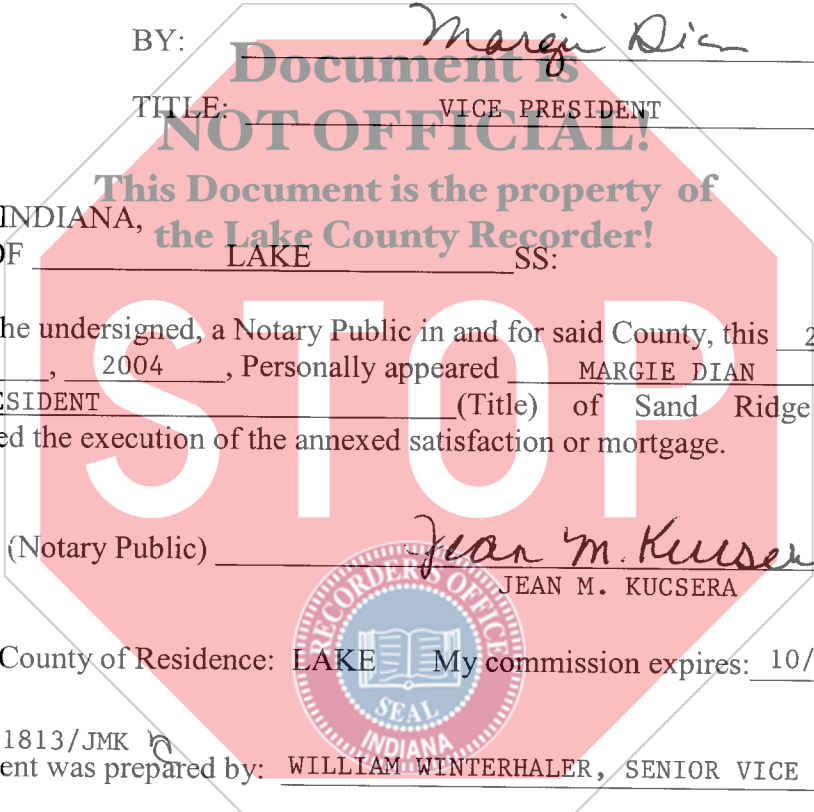 BY: Margie Dian
Document is
TITLE: VICE PRESIDENT
NOT OFFICIAL!
This Document is the property of
INDIANA,
the Lake County Recorder!
OF LAKE SS:
STOP
he undersigned, a Notary Public in and for said County, this 2
, 2004 , Personally appeared MARGIE DIAN
ESIDENT (Title) of Sand Ridge
ed the execution of the annexed satisfaction or mortgage.
(Notary Public) Jean M. Kucser
JEAN M. KUCSERA
RECORDER'S OFFICE
County of Residence: LAKE My commission expires: 10/
SEAL
INDIANA
1813/JMK
ent was prepared by: WILLIAM WINTERHALER, SENIOR VICE